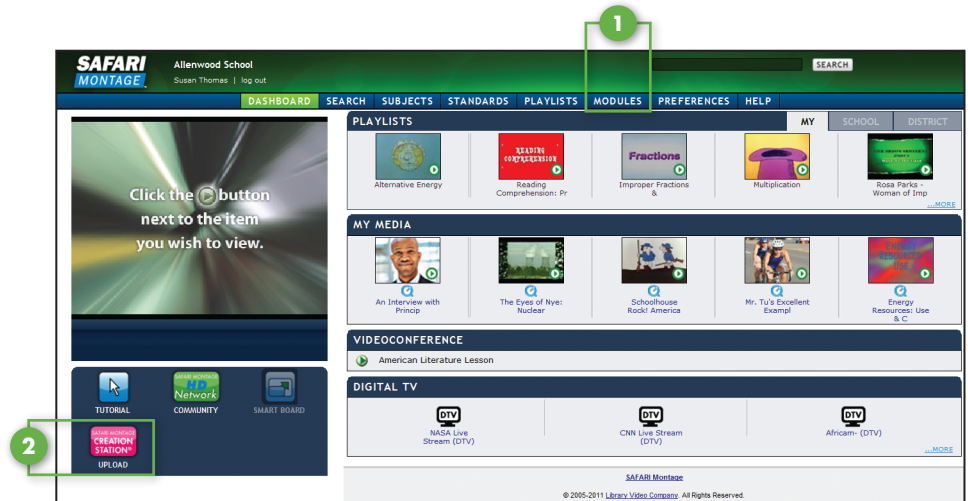 1
SAFARI
MONTAGE
Allenwood School
Susan Thomas | log out
SEARCH
DASHBOARD SEARCH SUBJECTS STANDARDS PLAYLISTS MODULES PREFERENCES HELP
Click the button
next to the item
you wish to view.
PLAYLISTS
MY SCHOOL DISTRICT
READING
COMPREHENSION
Fractions
Alternative Energy
Reading
Comprehension: Pr
Improper Fractions
&
Multiplication
Rosa Parks -
Woman of Imp
...MORE
MY MEDIA
ENERGY
RESOURCES
USE
An Interview with
Princip
The Eyes of Nye:
Nuclear
Schoolhouse
Rock! America
Mr. Tu's Excellent
Exampl
Energy
Resources: Use
& C
VIDEOCONFERENCE
American Literature Lesson
DIGITAL TV
DTV
NASA Live
Stream (DTV)
DTV
CNN Live Stream
(DTV)
DTV
Africam- (DTV)
...MORE
TUTORIAL
SAFARI MONTAGE
HD
Network
COMMUNITY
SMART BOARD
2
SAFARI MONTAGE
CREATION
STATION®
UPLOAD
SAFARI Montage
© 2005-2011 Library Video Company. All Rights Reserved.